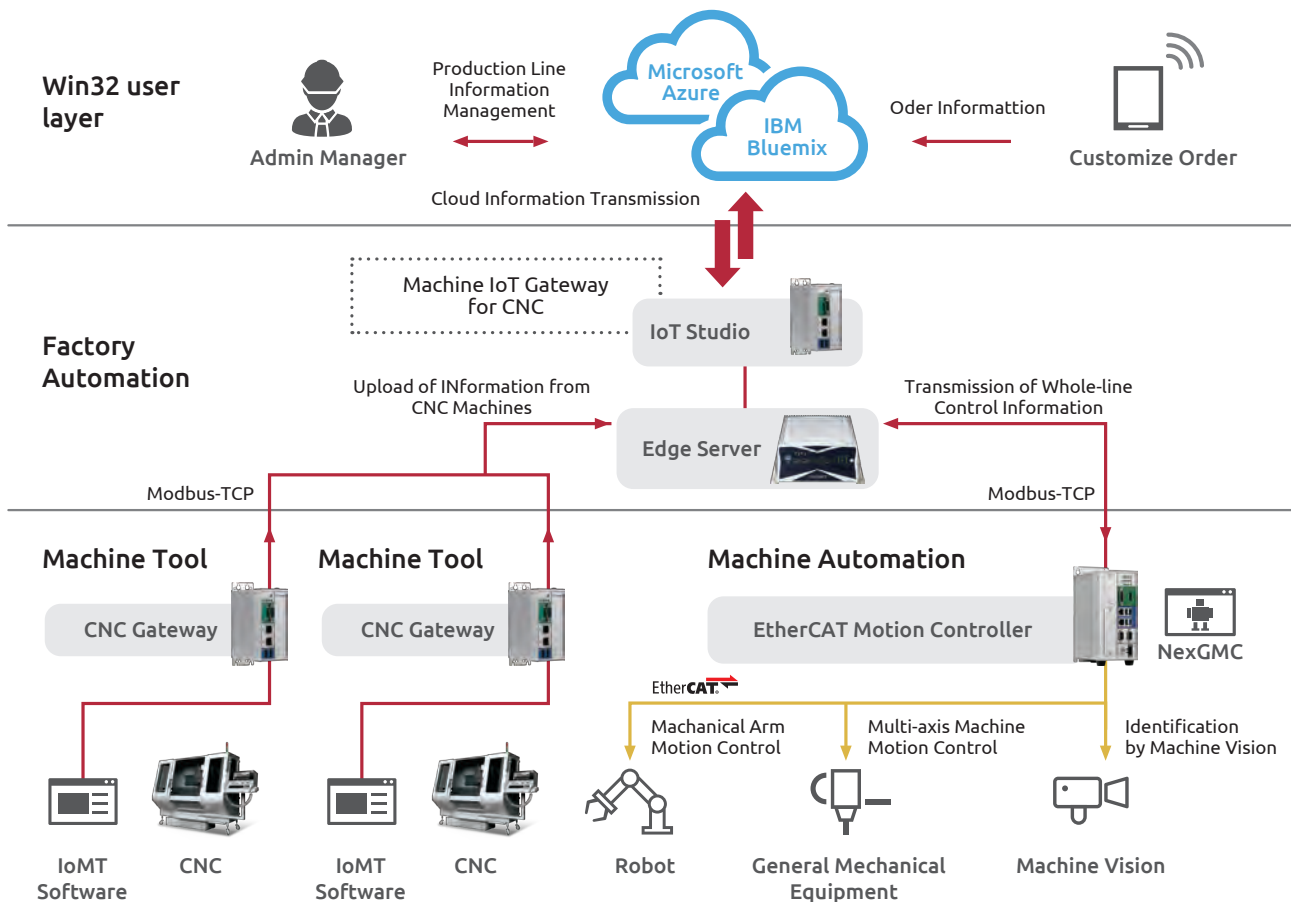 Win32 user
layer
Admin Manager
Production Line
Information
Management
Microsoft
Azure
IBM
Bluemix
Oder Informattion
Customize Order
Cloud Information Transmission
Factory
Automation
Machine IoT Gateway
for CNC
IoT Studio
Upload of INformation from
CNC Machines
Edge Server
Transmission of Whole-line
Control Information
Modbus-TCP
Modbus-TCP
Machine Tool
CNC Gateway
IoMT
Software
CNC
Machine Tool
CNC Gateway
IoMT
Software
CNC
Machine Automation
EtherCAT Motion Controller
NexGMC
EtherCAT®
Machanical Arm
Motion Control
Multi-axis Machine
Motion Control
Identification
by Machine Vision
Robot
General Mechanical
Equipment
Machine Vision